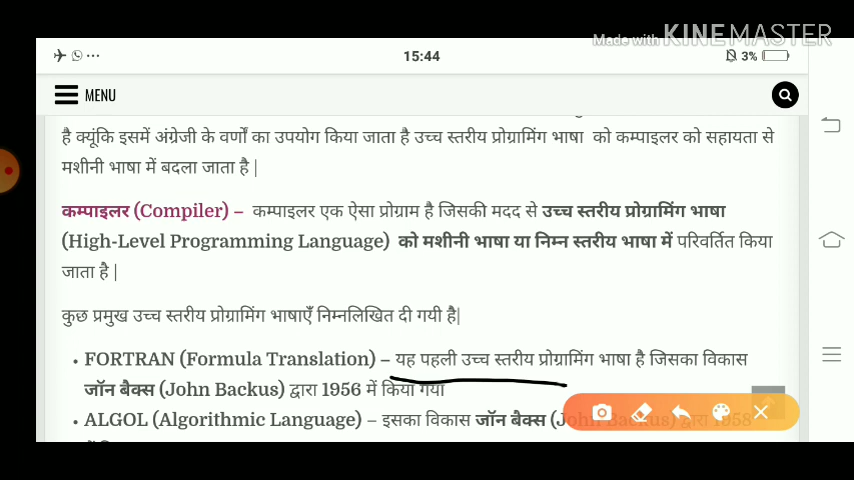 Made with KINEMASTER
15:44
3%
MENU
है क्यूंकि इसमें अंग्रेजी के वर्णों का उपयोग किया जाता है उच्च स्तरीय प्रोग्रामिंग भाषा को कम्पाइलर को सहायता से
मशीनी भाषा में बदला जाता है |
कम्पाइलर (Compiler) – कम्पाइलर एक ऐसा प्रोग्राम है जिसकी मदद से उच्च स्तरीय प्रोग्रामिंग भाषा
(High-Level Programming Language) को मशीनी भाषा या निम्न स्तरीय भाषा में परिवर्तित किया
जाता है |
कुछ प्रमुख उच्च स्तरीय प्रोग्रामिंग भाषाएँ निम्नलिखित दी गयी है|
• FORTRAN (Formula Translation) – यह पहली उच्च स्तरीय प्रोग्रामिंग भाषा है जिसका विकास
जॉन बैक्स (John Backus) द्वारा 1956 में किया गया
• ALGOL (Algorithmic Language) – इसका विकास जॉन बैक्स (John Backus) द्वारा 1958